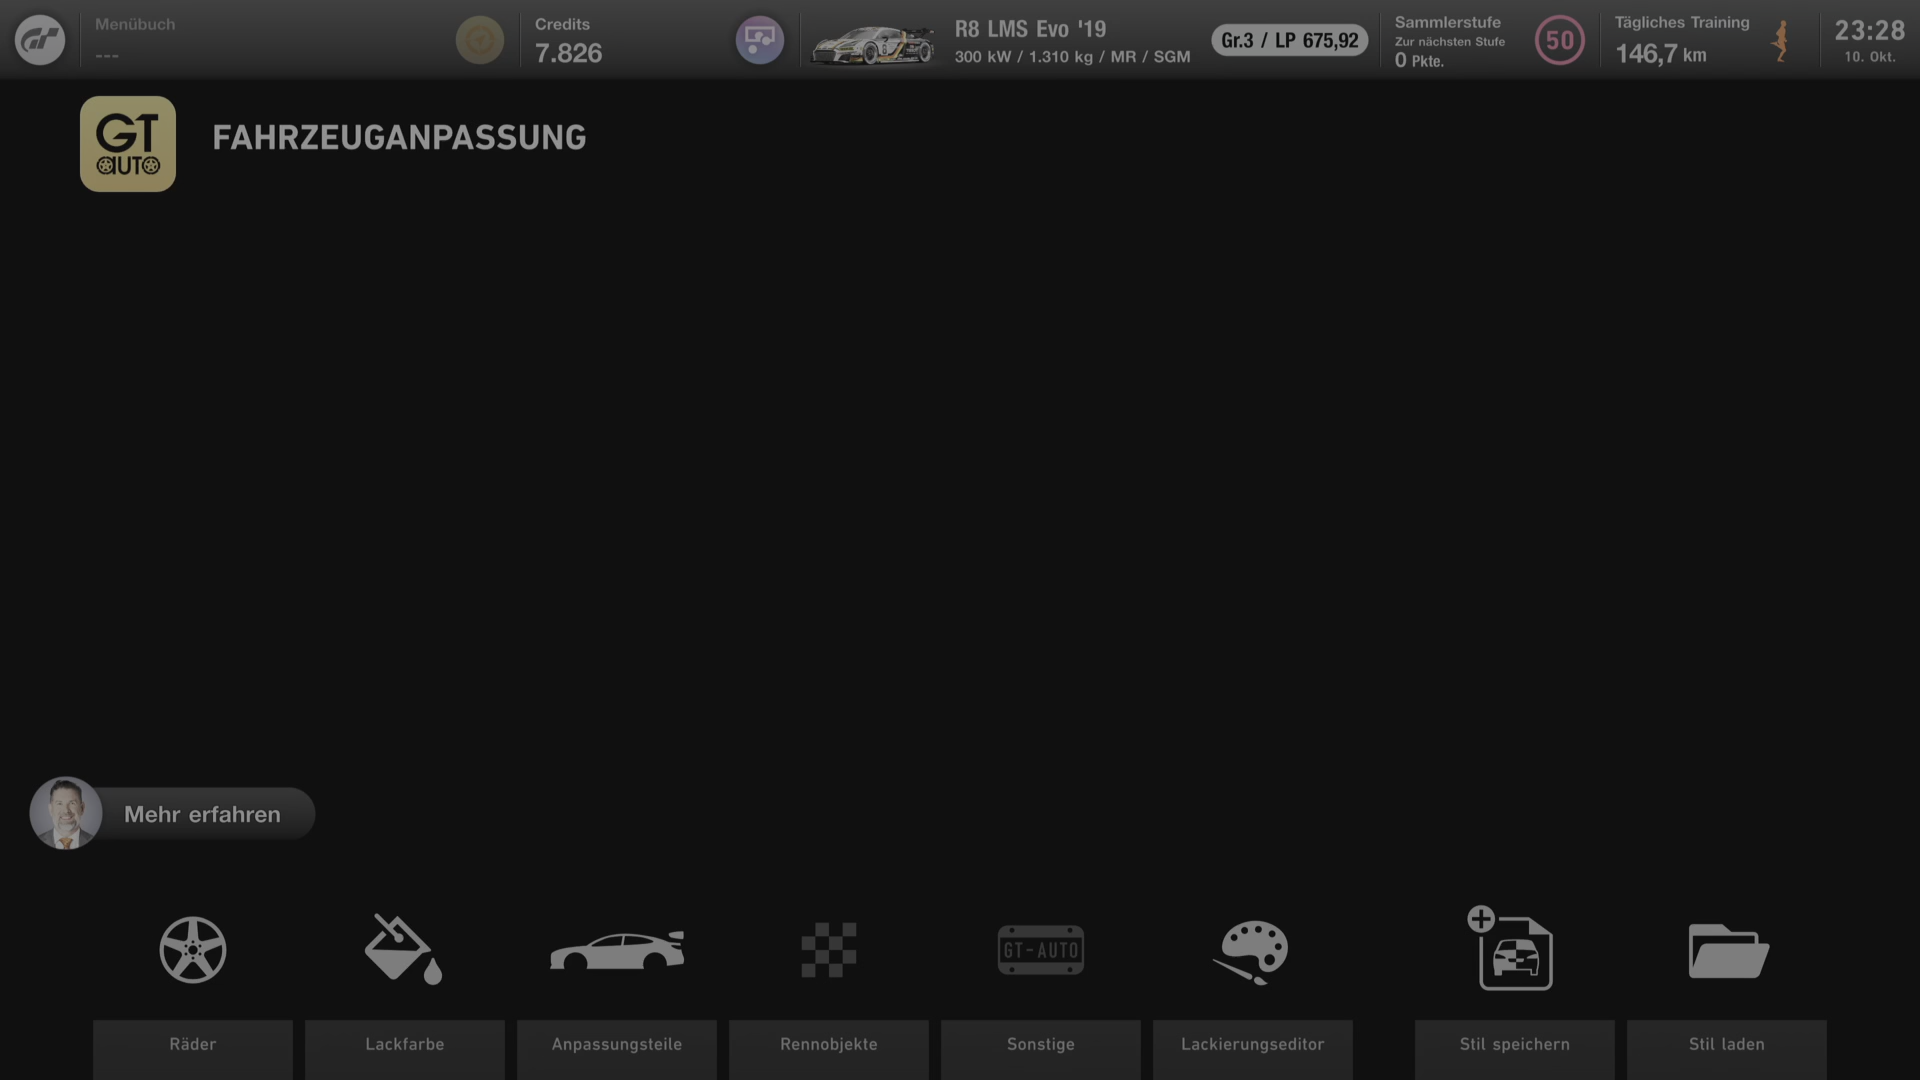 Menübuch
---
Credits
7.826
R8 LMS Evo '19
300 kW / 1.310 kg / MR / SGM
Gr.3 / LP 675,92
Sammlerstufe
Zur nächsten Stufe
0 Pkte.
50
Tägliches Training
146,7 km
23:28
10. Okt.
GT
AUTO
FAHRZEUGANPASSUNG
Mehr erfahren
GT-AUTO
Räder
Lackfarbe
Anpassungsteile
Rennobjekte
Sonstige
Lackierungseditor
Stil speichern
Stil laden